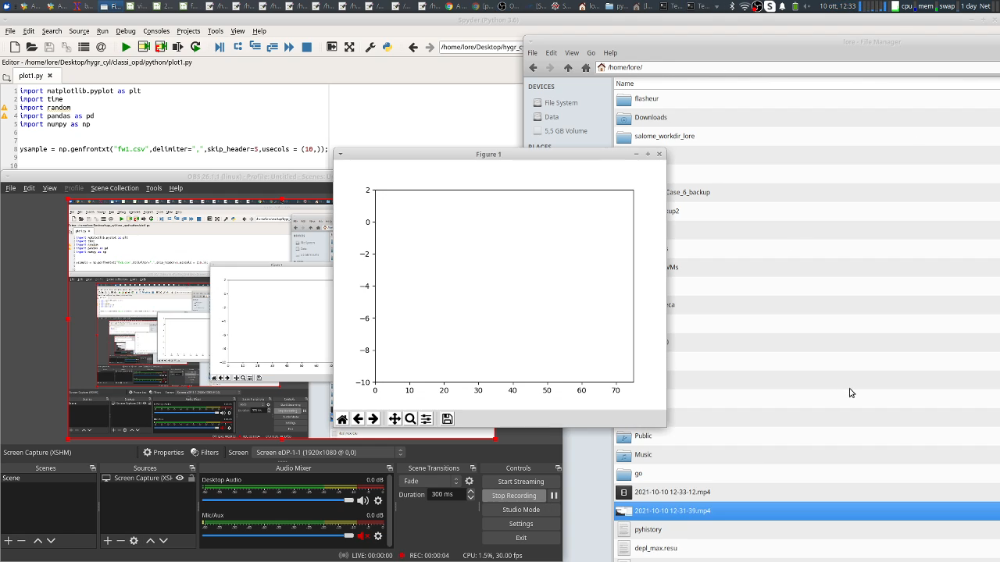 10 ott, 12:33
cpu
mem
swap
1 day
Net
Spyder (Python 3.6)
File Edit Search Source Run Debug Consoles Projects Tools View Help
/home/lore/Desktop/hygr_c
Editor - /home/lore/Desktop/hygr_cyl/classi_opd/python/plot1.py
plot1.py
1 import matplotlib.pyplot as plt
2 import time
3 import random
4 import pandas as pd
5 import numpy as np
6
7
8 ysample = np.genfromtxt("fw1.csv",delimiter=",",skip_header=5,usecols = (10,));
9
10
lore - File Manager
File Edit View Go Help
/home/lore/
DEVICES
File System
Data
5,5 GB Volume
PLACES
Name
flasheur
Downloads
salome_workdir_lore
Case_6_backup
Public
Music
go
2021-10-10 12-33-12.mp4
2021-10-10 12-31-39.mp4
pyhistory
depl_max.resu
OBS 26.1.1 (linux) - Profile: Untitled - Scenes: U
File Edit View Profile Scene Collection Tools Help
Figure 1
2
0
−2
−4
−6
−8
−10
0 10 20 30 40 50 60 70
Screen Capture (XSHM)
Properties
Filters
Screen
Screen eDP-1-1 (1920x1080 @ 0,0)
Scenes
Scene
Sources
Screen Capture (XSH
Audio Mixer
Desktop Audio 0.0 dB
Mic/Aux 0.0 dB
Scene Transitions
Fade
Duration 300 ms
Controls
Start Streaming
Stop Recording
Studio Mode
Settings
Exit
LIVE: 00:00:00
REC: 00:00:04
CPU: 1.5%, 30.00 fps